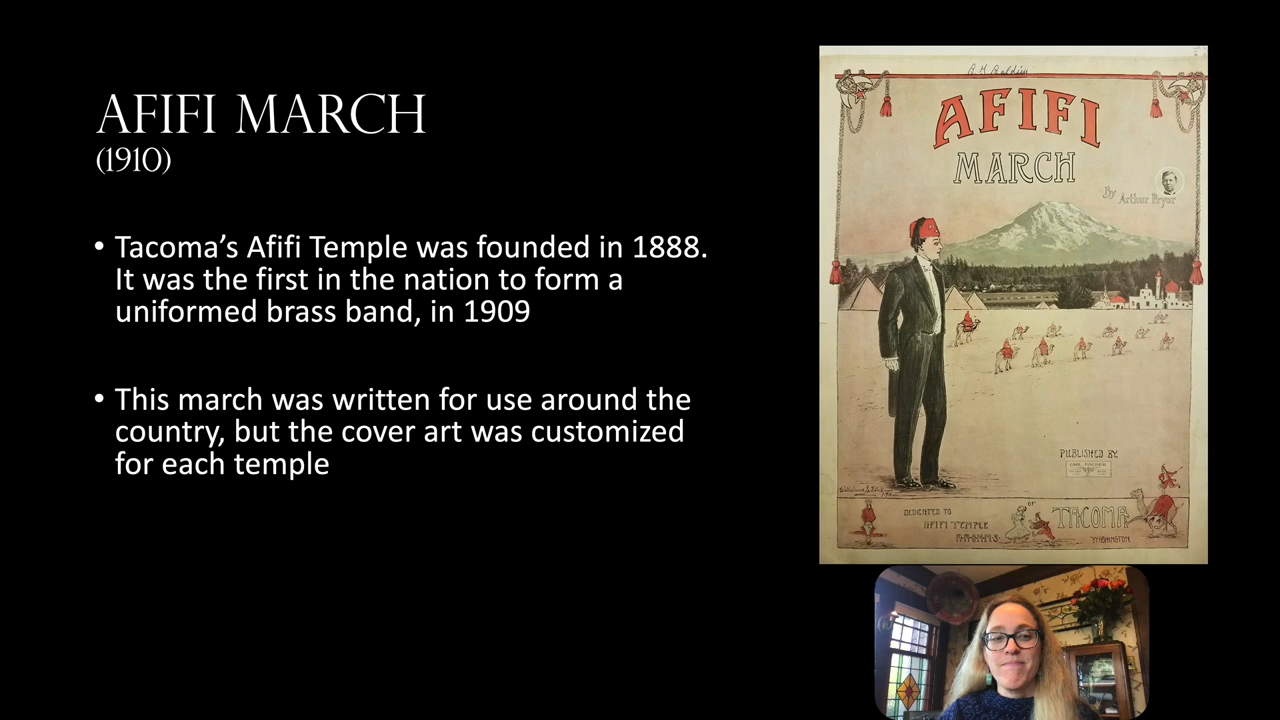 AFIFI MARCH
(1910)
• Tacoma's Afifi Temple was founded in 1888.
It was the first in the nation to form a
uniformed brass band, in 1909
• This march was written for use around the
country, but the cover art was customized
for each temple
AFIFI
MARCH
By
Arthur Pryor
PUBLISHED BY
CARL FISCHER
DEDICATED TO
AFIFI TEMPLE
A·A·O·N·M·S·
OF
TACOMA
WASHINGTON